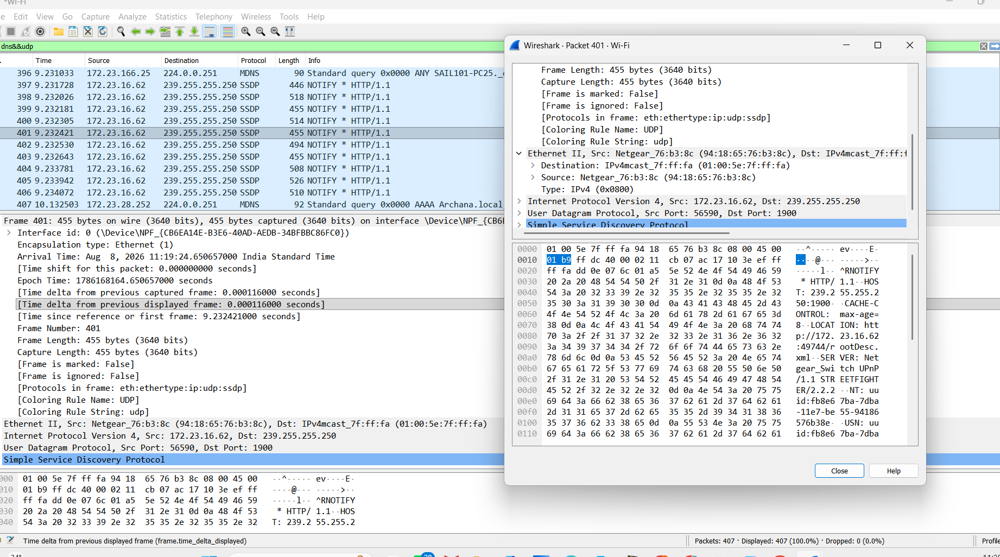 *Wi-Fi
Edit View Go Capture Analyze Statistics Telephony Wireless Tools Help
dns&&udp
Time Source Destination Protocol Length Info
396 9.231033 172.23.166.25 224.0.0.251 MDNS 90 Standard query 0x0000 ANY SAIL101-PC25._
397 9.231728 172.23.16.62 239.255.255.250 SSDP 446 NOTIFY * HTTP/1.1
398 9.232026 172.23.16.62 239.255.255.250 SSDP 518 NOTIFY * HTTP/1.1
399 9.232181 172.23.16.62 239.255.255.250 SSDP 455 NOTIFY * HTTP/1.1
400 9.232305 172.23.16.62 239.255.255.250 SSDP 514 NOTIFY * HTTP/1.1
401 9.232421 172.23.16.62 239.255.255.250 SSDP 455 NOTIFY * HTTP/1.1
402 9.232530 172.23.16.62 239.255.255.250 SSDP 494 NOTIFY * HTTP/1.1
403 9.232643 172.23.16.62 239.255.255.250 SSDP 455 NOTIFY * HTTP/1.1
404 9.233781 172.23.16.62 239.255.255.250 SSDP 508 NOTIFY * HTTP/1.1
405 9.233942 172.23.16.62 239.255.255.250 SSDP 526 NOTIFY * HTTP/1.1
406 9.234072 172.23.16.62 239.255.255.250 SSDP 510 NOTIFY * HTTP/1.1
407 10.132503 172.23.28.252 224.0.0.251 MDNS 92 Standard query 0x0000 AAAA Archana.local,
Frame 401: 455 bytes on wire (3640 bits), 455 bytes captured (3640 bits) on interface \Device\NPF_{CB6E
Interface id: 0 (\Device\NPF_{CB6EA14E-B3E6-40AD-AEDB-34BFBBC86FC0})
Encapsulation type: Ethernet (1)
Arrival Time: Aug  8, 2026 11:19:24.650657000 India Standard Time
[Time shift for this packet: 0.000000000 seconds]
Epoch Time: 1786168164.650657000 seconds
[Time delta from previous captured frame: 0.000116000 seconds]
[Time delta from previous displayed frame: 0.000116000 seconds]
[Time since reference or first frame: 9.232421000 seconds]
Frame Number: 401
Frame Length: 455 bytes (3640 bits)
Capture Length: 455 bytes (3640 bits)
[Frame is marked: False]
[Frame is ignored: False]
[Protocols in frame: eth:ethertype:ip:udp:ssdp]
[Coloring Rule Name: UDP]
[Coloring Rule String: udp]
Ethernet II, Src: Netgear_76:b3:8c (94:18:65:76:b3:8c), Dst: IPv4mcast_7f:ff:fa (01:00:5e:7f:ff:fa)
Internet Protocol Version 4, Src: 172.23.16.62, Dst: 239.255.255.250
User Datagram Protocol, Src Port: 56590, Dst Port: 1900
Simple Service Discovery Protocol
000 01 00 5e 7f ff fa 94 18 65 76 b3 8c 08 00 45 00 ··^····· ev····E·
010 01 b9 ff dc 40 00 02 11 cb 07 ac 17 10 3e ef ff ····@··· ·····>··
020 ff fa dd 0e 07 6c 01 a5 5e 52 4e 4f 54 49 46 59 ·····l·· ^RNOTIFY
030 20 2a 20 48 54 54 50 2f 31 2e 31 0d 0a 48 4f 53 * HTTP/ 1.1··HOS
040 54 3a 20 32 33 39 2e 32 35 35 2e 32 35 35 2e 32 T: 239.2 55.255.2
Time delta from previous displayed frame (frame.time_delta_displayed)
Packets: 407 · Displayed: 407 (100.0%) · Dropped: 0 (0.0%)
Profile
28
Wireshark · Packet 401 · Wi-Fi
Frame Length: 455 bytes (3640 bits)
Capture Length: 455 bytes (3640 bits)
[Frame is marked: False]
[Frame is ignored: False]
[Protocols in frame: eth:ethertype:ip:udp:ssdp]
[Coloring Rule Name: UDP]
[Coloring Rule String: udp]
Ethernet II, Src: Netgear_76:b3:8c (94:18:65:76:b3:8c), Dst: IPv4mcast_7f:ff:f
Destination: IPv4mcast_7f:ff:fa (01:00:5e:7f:ff:fa)
Source: Netgear_76:b3:8c (94:18:65:76:b3:8c)
Type: IPv4 (0x0800)
Internet Protocol Version 4, Src: 172.23.16.62, Dst: 239.255.255.250
User Datagram Protocol, Src Port: 56590, Dst Port: 1900
Simple Service Discovery Protocol
0000 01 00 5e 7f ff fa 94 18 65 76 b3 8c 08 00 45 00 ··^····· ev····E·
0010 01 b9 ff dc 40 00 02 11 cb 07 ac 17 10 3e ef ff ····@··· ·····>··
0020 ff fa dd 0e 07 6c 01 a5 5e 52 4e 4f 54 49 46 59 ·····l·· ^RNOTIFY
0030 20 2a 20 48 54 54 50 2f 31 2e 31 0d 0a 48 4f 53 * HTTP/ 1.1··HOS
0040 54 3a 20 32 33 39 2e 32 35 35 2e 32 35 35 2e 32 T: 239.2 55.255.2
0050 35 30 3a 31 39 30 30 0d 0a 43 41 43 48 45 2d 43 50:1900· ·CACHE-C
0060 4f 4e 54 52 4f 4c 3a 20 6d 61 78 2d 61 67 65 3d ONTROL: max-age=
0070 38 0d 0a 4c 4f 43 41 54 49 4f 4e 3a 20 68 74 74 8··LOCAT ION: htt
0080 70 3a 2f 2f 31 37 32 2e 32 33 2e 31 36 2e 36 32 p://172. 23.16.62
0090 3a 34 39 37 34 34 2f 72 6f 6f 74 44 65 73 63 2e :49744/r ootDesc.
00a0 78 6d 6c 0d 0a 53 45 52 56 45 52 3a 20 4e 65 74 xml··SER VER: Net
00b0 67 65 61 72 5f 53 77 69 74 63 68 20 55 50 6e 50 gear_Swi tch UPnP
00c0 2f 31 2e 31 20 53 54 52 45 45 54 46 49 47 48 54 /1.1 STR EETFIGHT
00d0 45 52 2f 32 2e 32 2e 32 0d 0a 4e 54 3a 20 75 75 ER/2.2.2 ··NT: uu
00e0 69 64 3a 66 62 38 65 36 37 62 61 2d 37 64 62 61 id:fb8e6 7ba-7dba
00f0 2d 31 31 65 37 2d 62 65 35 35 2d 39 34 31 38 36 -11e7-be 55-94186
0100 35 37 36 62 33 38 65 0d 0a 55 53 4e 3a 20 75 75 576b38e· ·USN: uu
0110 69 64 3a 66 62 38 65 36 37 62 61 2d 37 64 62 61 id:fb8e6 7ba-7dba
Close Help